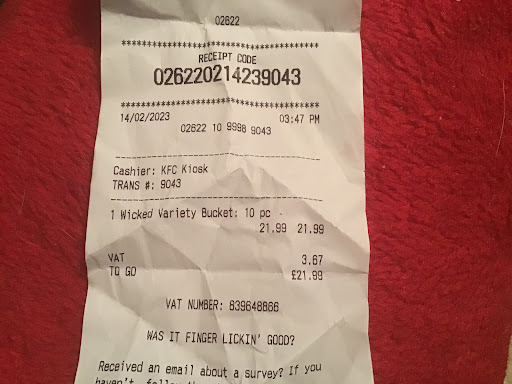 02622
****************************************
RECEIPT CODE
026220214239043
****************************************
14/02/2023 03:47 PM
02622 10 9998 9043
----------------------------------------
Cashier: KFC Kiosk
TRANS #: 9043
----------------------------------------
1 Wicked Variety Bucket: 10 pc -
21.99 21.99
VAT 3.67
TO GO £21.99
VAT NUMBER: 839648866
WAS IT FINGER LICKIN' GOOD?
Received an email about a survey? If you
haven't, follow